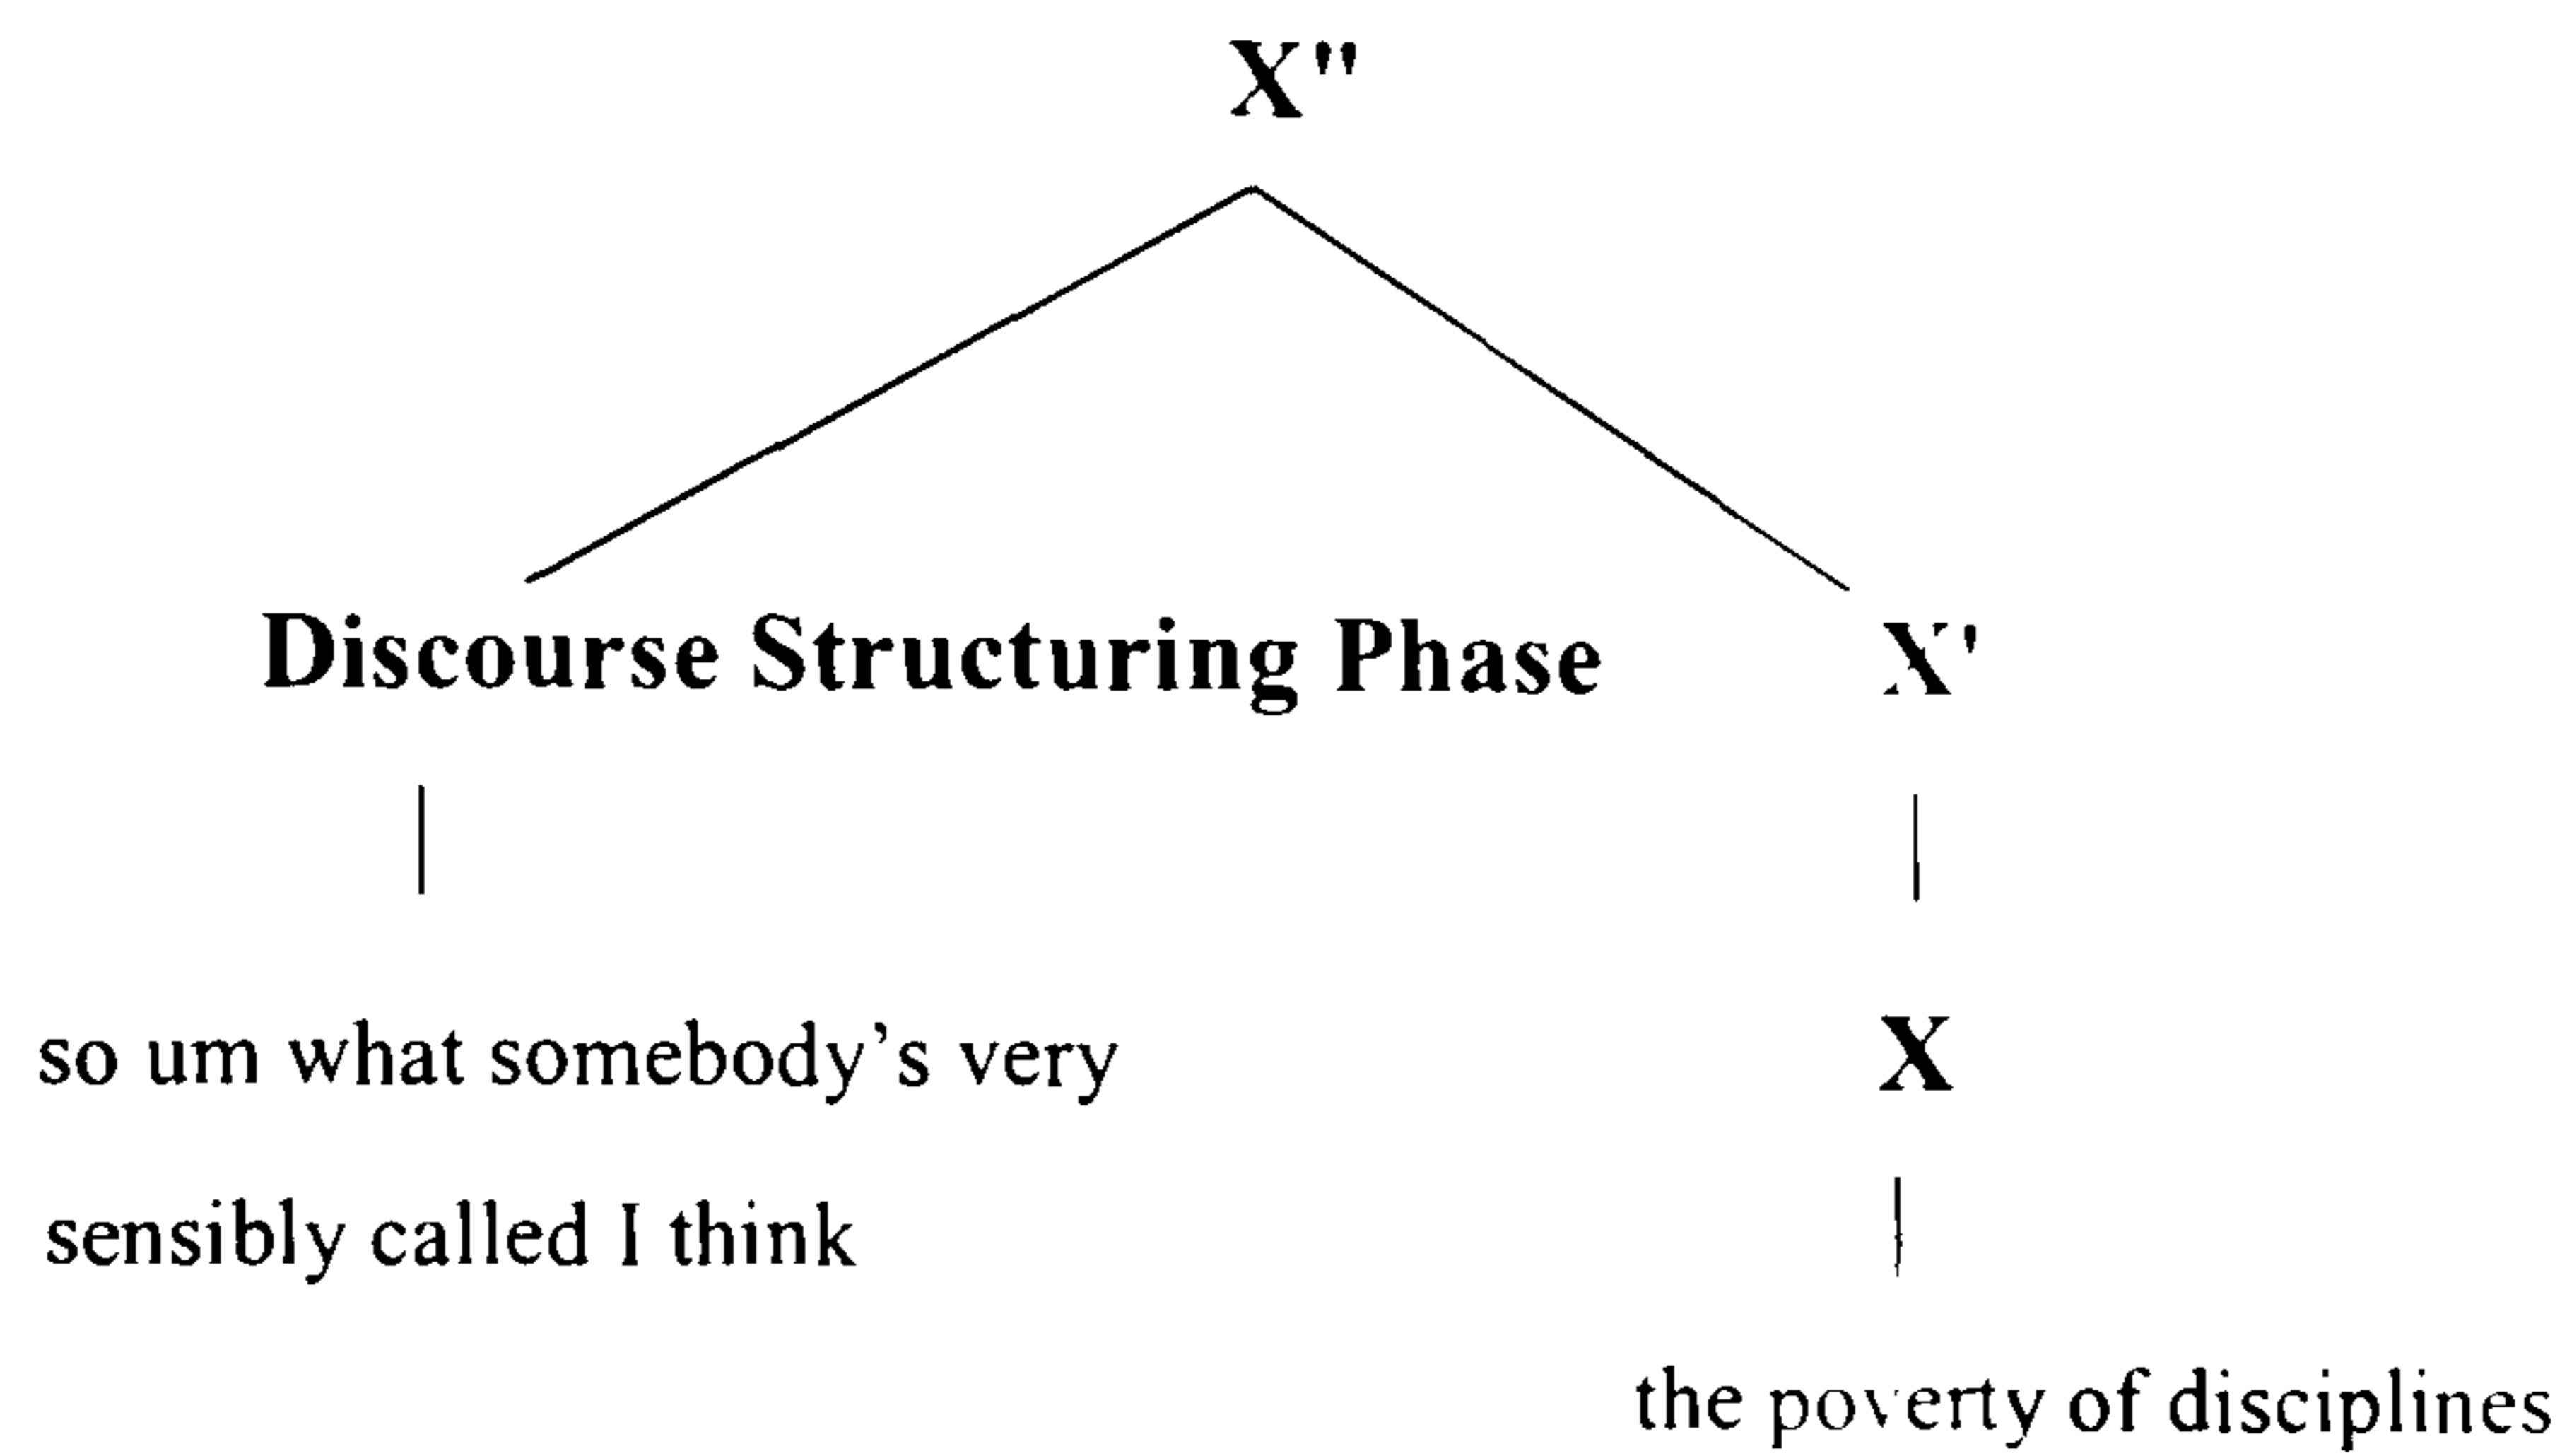 X"
Discourse Structuring Phase X'
so um what somebody’s very X
sensibly called I think
the poverty of disciplines